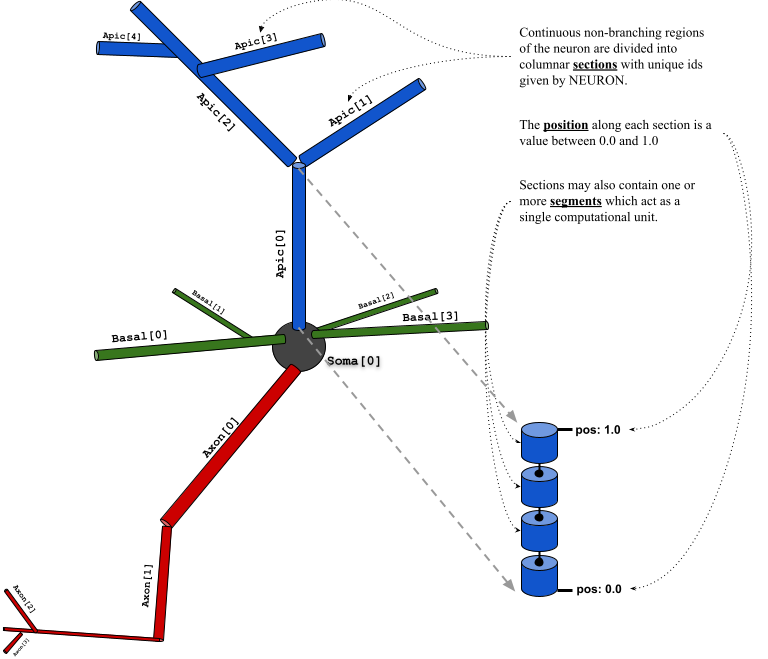 Apic[4]
Apic[3]
Apic[2]
Apic[1]
Apic[0]
Continuous non-branching regions
of the neuron are divided into
columnar sections with unique ids
given by NEURON.
The position along each section is a
value between 0.0 and 1.0
Sections may also contain one or
more segments which act as a
single computational unit.
Basal[1]
Basal[2]
Basal[0]
Basal[3]
Soma[0]
Axon[0]
Axon[1]
Axon[2]
Axon[3]
pos: 1.0
pos: 0.0